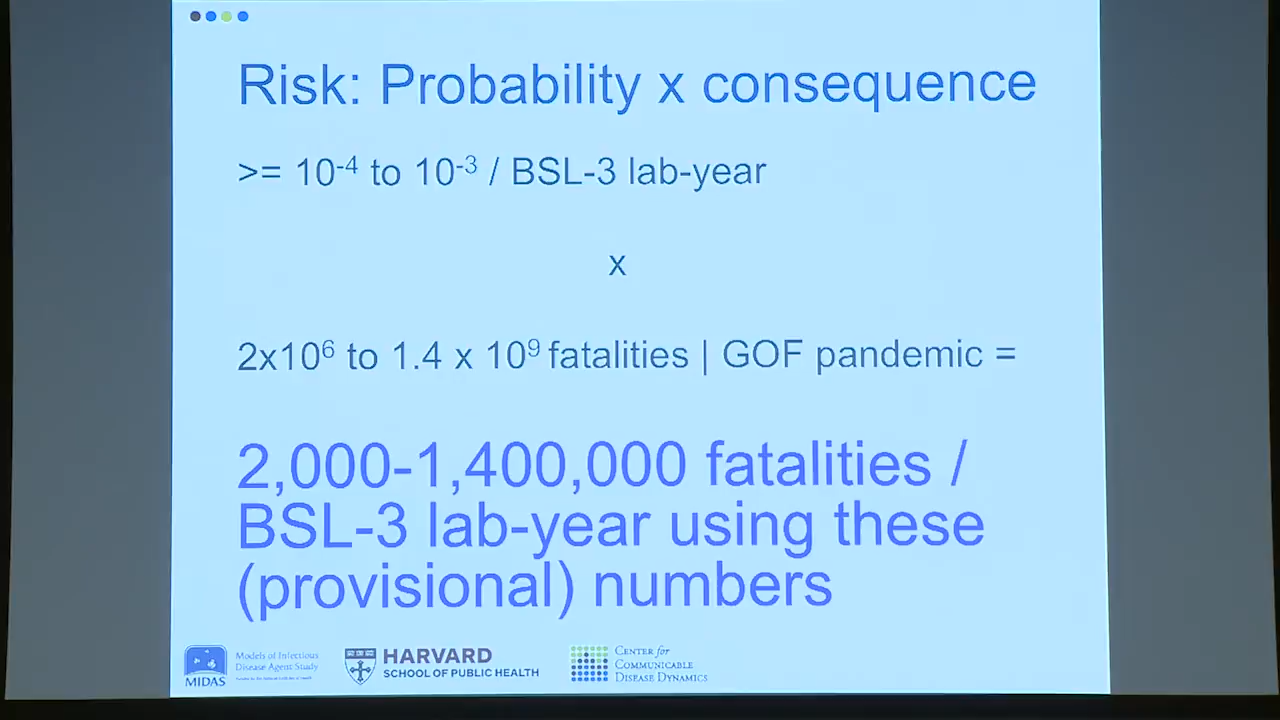 Risk: Probability x consequence
>= 10⁻⁴ to 10⁻³ / BSL-3 lab-year
x
2x10⁶ to 1.4 x 10⁹ fatalities | GOF pandemic =
2,000-1,400,000 fatalities /
BSL-3 lab-year using these
(provisional) numbers
MIDAS
Models of Infectious
Disease Agent Study
HARVARD
SCHOOL OF PUBLIC HEALTH
CENTER for
COMMUNICABLE
DISEASE DYNAMICS